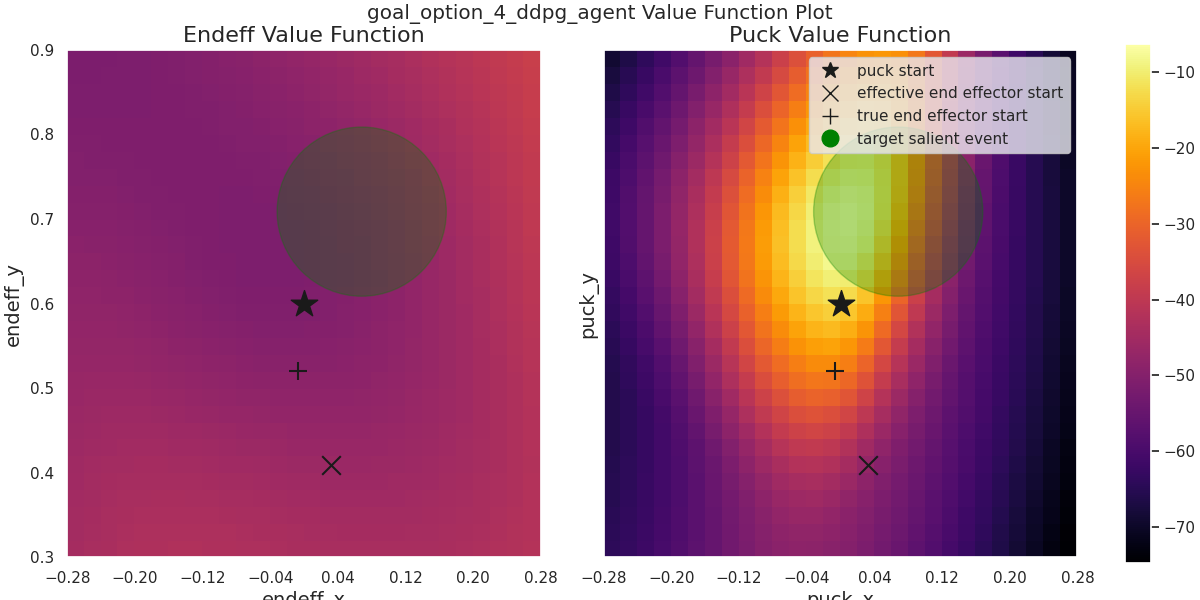 goal_option_4_ddpg_agent Value Function Plot
Endeff Value Function
Puck Value Function
0.9
0.8
0.7
0.6
0.5
0.4
0.3
endeff_y
−0.28
−0.20
−0.12
−0.04
0.04
0.12
0.20
0.28
endeff_x
puck_y
puck start
effective end effector start
true end effector start
target salient event
−0.28
−0.20
−0.12
−0.04
0.04
0.12
0.20
0.28
puck_x
−10
−20
−30
−40
−50
−60
−70